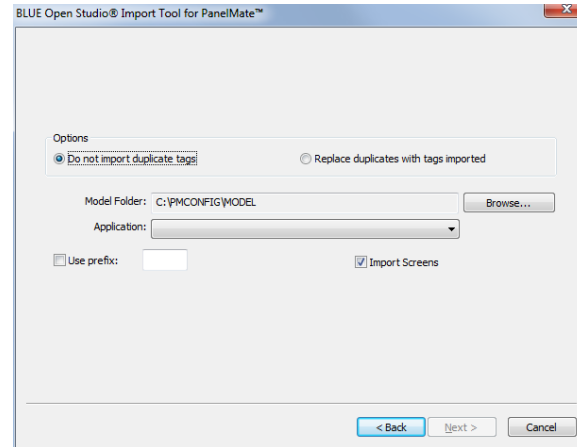 BLUE Open Studio® Import Tool for PanelMate™
Options
Do not import duplicate tags
Replace duplicates with tags imported
Model Folder: C:\PMCONFIG\MODEL
Browse...
Application:
Use prefix:
Import Screens
< Back
Next >
Cancel